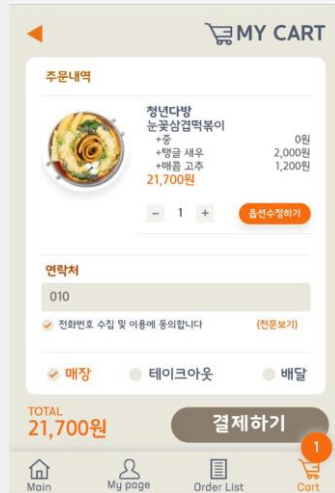 MY CART
주문내역
청년다방
눈꽃삼겹떡볶이
+중 0원
+탱글 새우 2,000원
+매콤 고추 1,200원
21,700원
- 1 +
옵션수정하기
연락처
010
전화번호 수집 및 이용에 동의합니다 (전문보기)
매장 테이크아웃 배달
TOTAL
21,700원
결제하기
1
Main My page Order List Cart